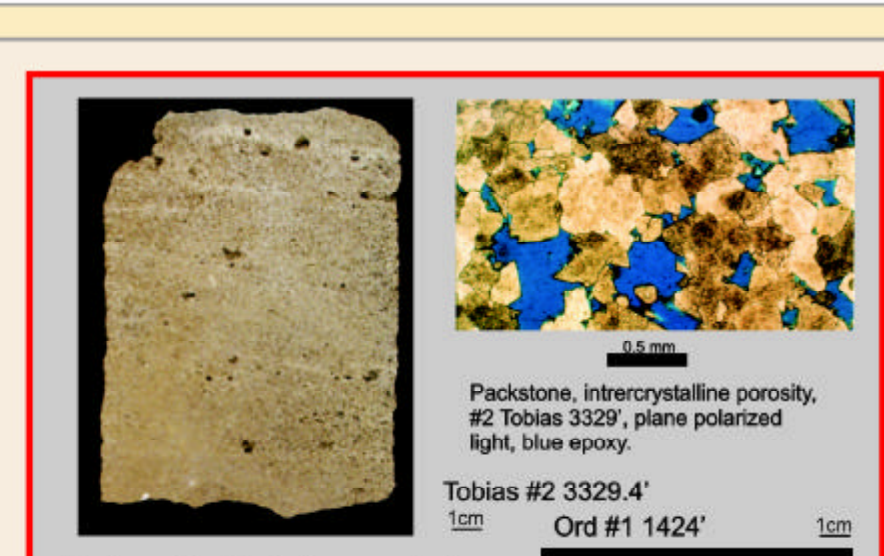 0.5 mm
Packstone, intrercrystalline porosity,
#2 Tobias 3329', plane polarized
light, blue epoxy.
Tobias #2 3329.4'
1cm
Ord #1 1424'
1cm